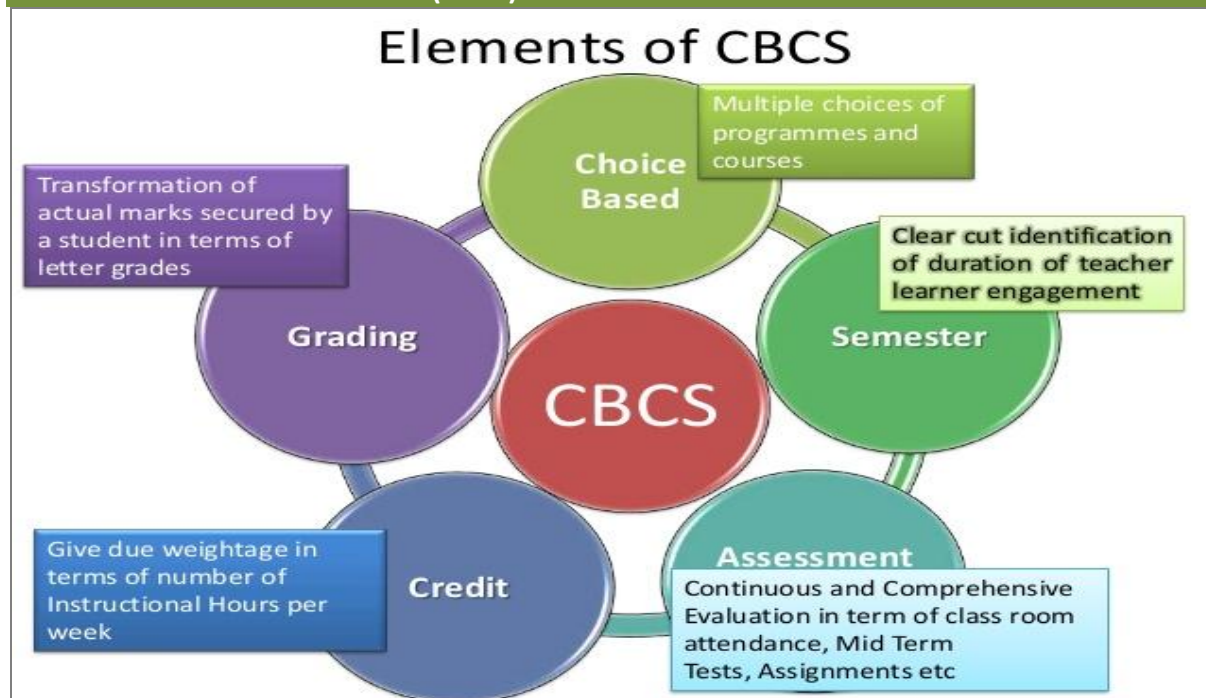 Elements of CBCS
Choice
Based
Multiple choices of
programmes and
courses
Semester
Clear cut identification
of duration of teacher
learner engagement
Assessment
Continuous and Comprehensive
Evaluation in term of class room
attendance, Mid Term
Tests, Assignments etc
Credit
Give due weightage in
terms of number of
Instructional Hours per
week
Grading
Transformation of
actual marks secured by
a student in terms of
letter grades
CBCS